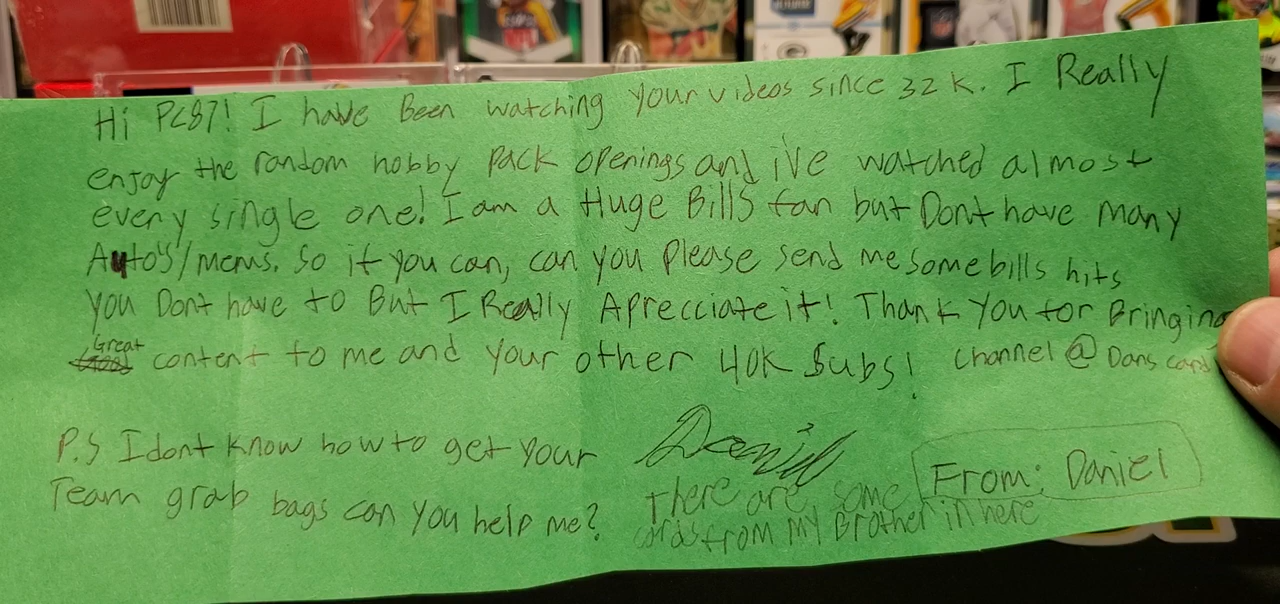 Hi PC87! I have Been watching your videos since 32K. I Really
enjoy the random hobby Pack openings and i've watched almost
every single one! I am a Huge Bills fan but Dont have many
Auto's/mems. So if you can, can you Please send me some bills hits
you Dont have to But I Really Aprecciate it! Thank You for Bringing
Great content to me and your other 40K Subs! Channel @ Dans card
P.S I dont know how to get your
Team grab bags can you help me?
Daniel
From: Daniel
There are some
cards from my Brother in here